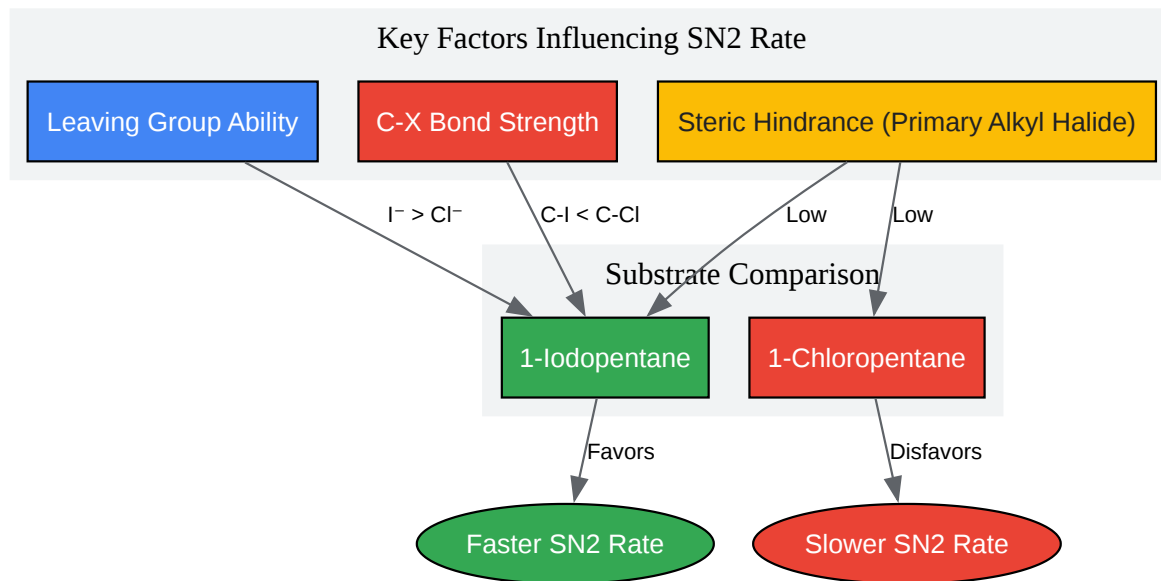 Key Factors Influencing SN2 Rate
Leaving Group Ability
C-X Bond Strength
Steric Hindrance (Primary Alkyl Halide)
I⁻ > Cl⁻
C-I < C-Cl
Low
Low
Substrate Comparison
1-Iodopentane
1-Chloropentane
Favors
Disfavors
Faster SN2 Rate
Slower SN2 Rate